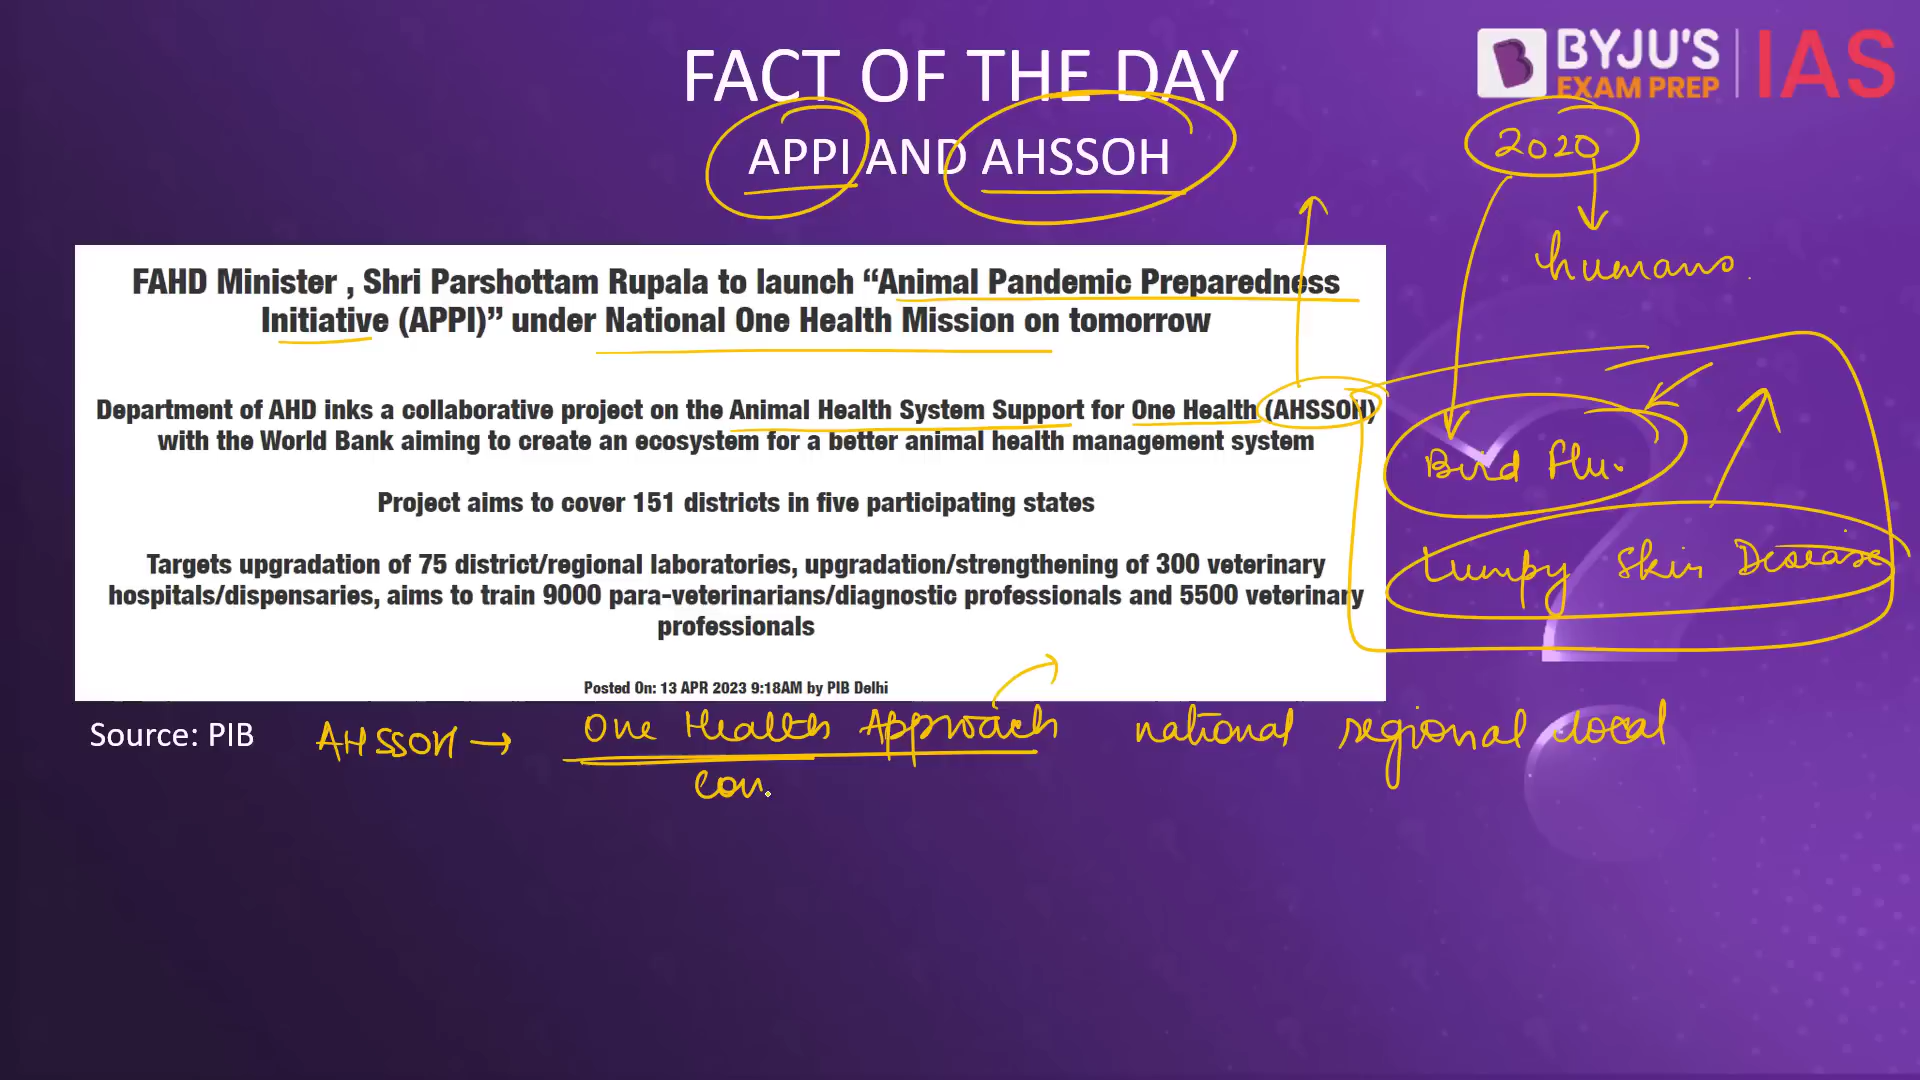 FACT OF THE DAY
BYJU'S
EXAM PREP
IAS
APPI AND AHSSOH
2020
humans
FAHD Minister , Shri Parshottam Rupala to launch “Animal Pandemic Preparedness
Initiative (APPI)” under National One Health Mission on tomorrow
Department of AHD inks a collaborative project on the Animal Health System Support for One Health (AHSSOH)
with the World Bank aiming to create an ecosystem for a better animal health management system
Bird Flu.
Project aims to cover 151 districts in five participating states
Lumpy Skin Disease
Targets upgradation of 75 district/regional laboratories, upgradation/strengthening of 300 veterinary
hospitals/dispensaries, aims to train 9000 para-veterinarians/diagnostic professionals and 5500 veterinary
professionals
Posted On: 13 APR 2023 9:18AM by PIB Delhi
Source: PIB
AHSSOH → One Health Approach national regional local
Cov.